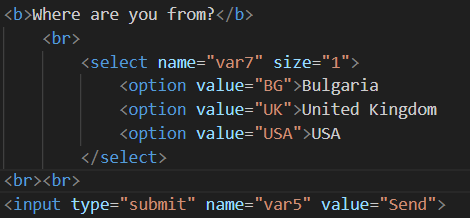 <b>Where are you from?</b>
<br>
<select name="var7" size="1">
<option value="BG">Bulgaria
<option value="UK">United Kingdom
<option value="USA">USA
</select>
<br><br>
<input type="submit" name="var5" value="Send">